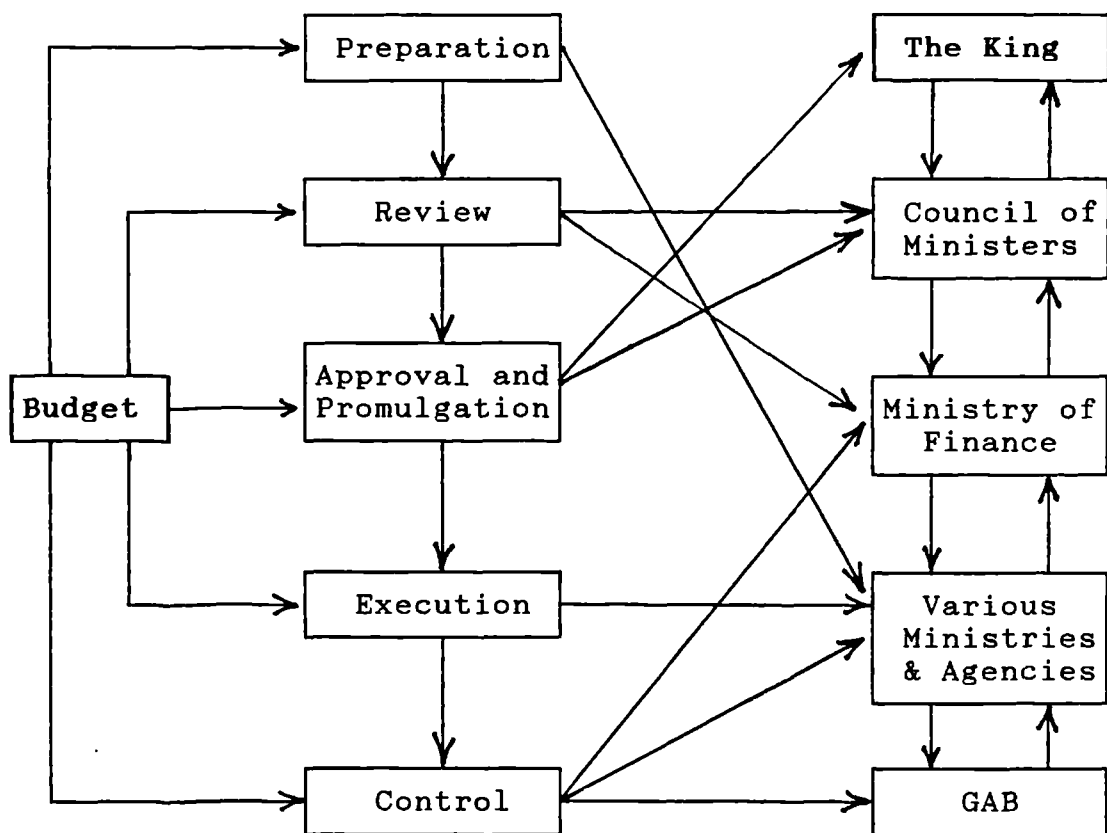 Preparation
The King
Review
Council of
Ministers
Approval and
Promulgation
Budget
Ministry of
Finance
Execution
Various
Ministries
& Agencies
Control
GAB